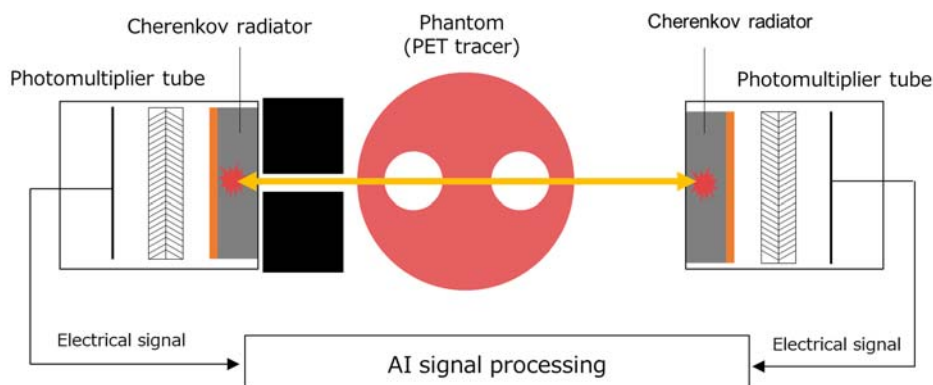 Phantom
(PET tracer)
Cherenkov radiator
Cherenkov radiator
Photomultiplier tube
Photomultiplier tube
Electrical signal
Electrical signal
AI signal processing